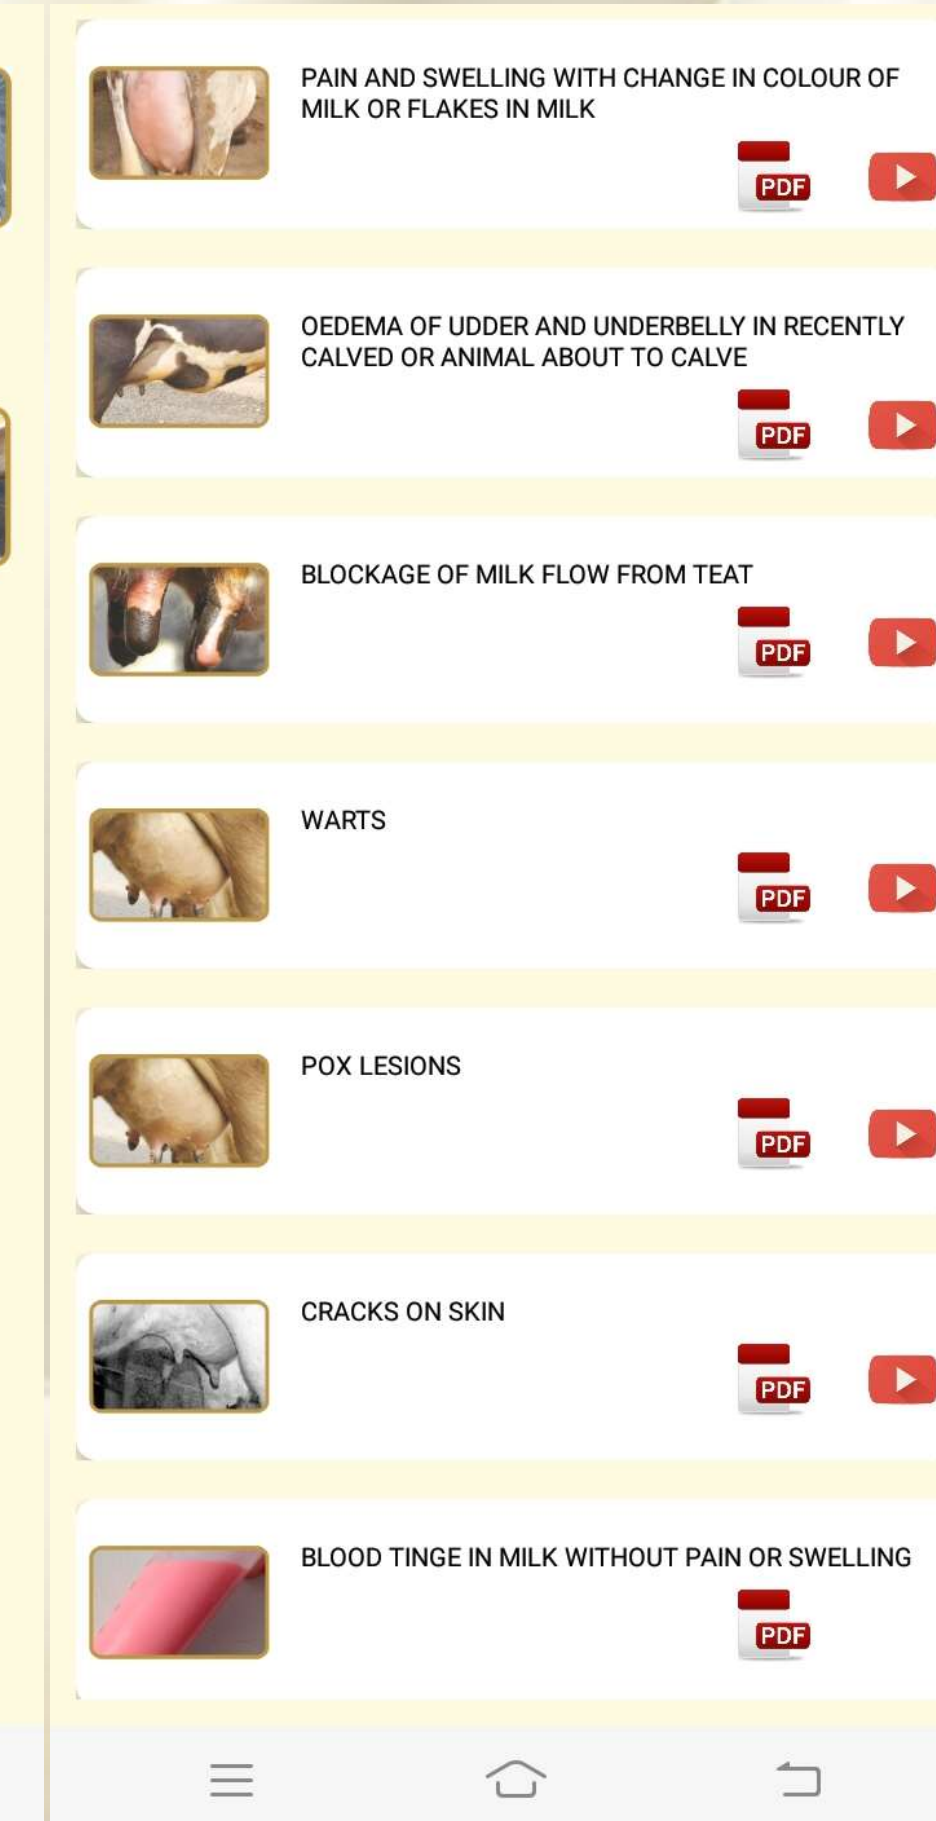 PAIN AND SWELLING WITH CHANGE IN COLOUR OF
MILK OR FLAKES IN MILK
PDF
OEDEMA OF UDDER AND UNDERBELLY IN RECENTLY
CALVED OR ANIMAL ABOUT TO CALVE
PDF
BLOCKAGE OF MILK FLOW FROM TEAT
PDF
WARTS
PDF
POX LESIONS
PDF
CRACKS ON SKIN
PDF
BLOOD TINGE IN MILK WITHOUT PAIN OR SWELLING
PDF